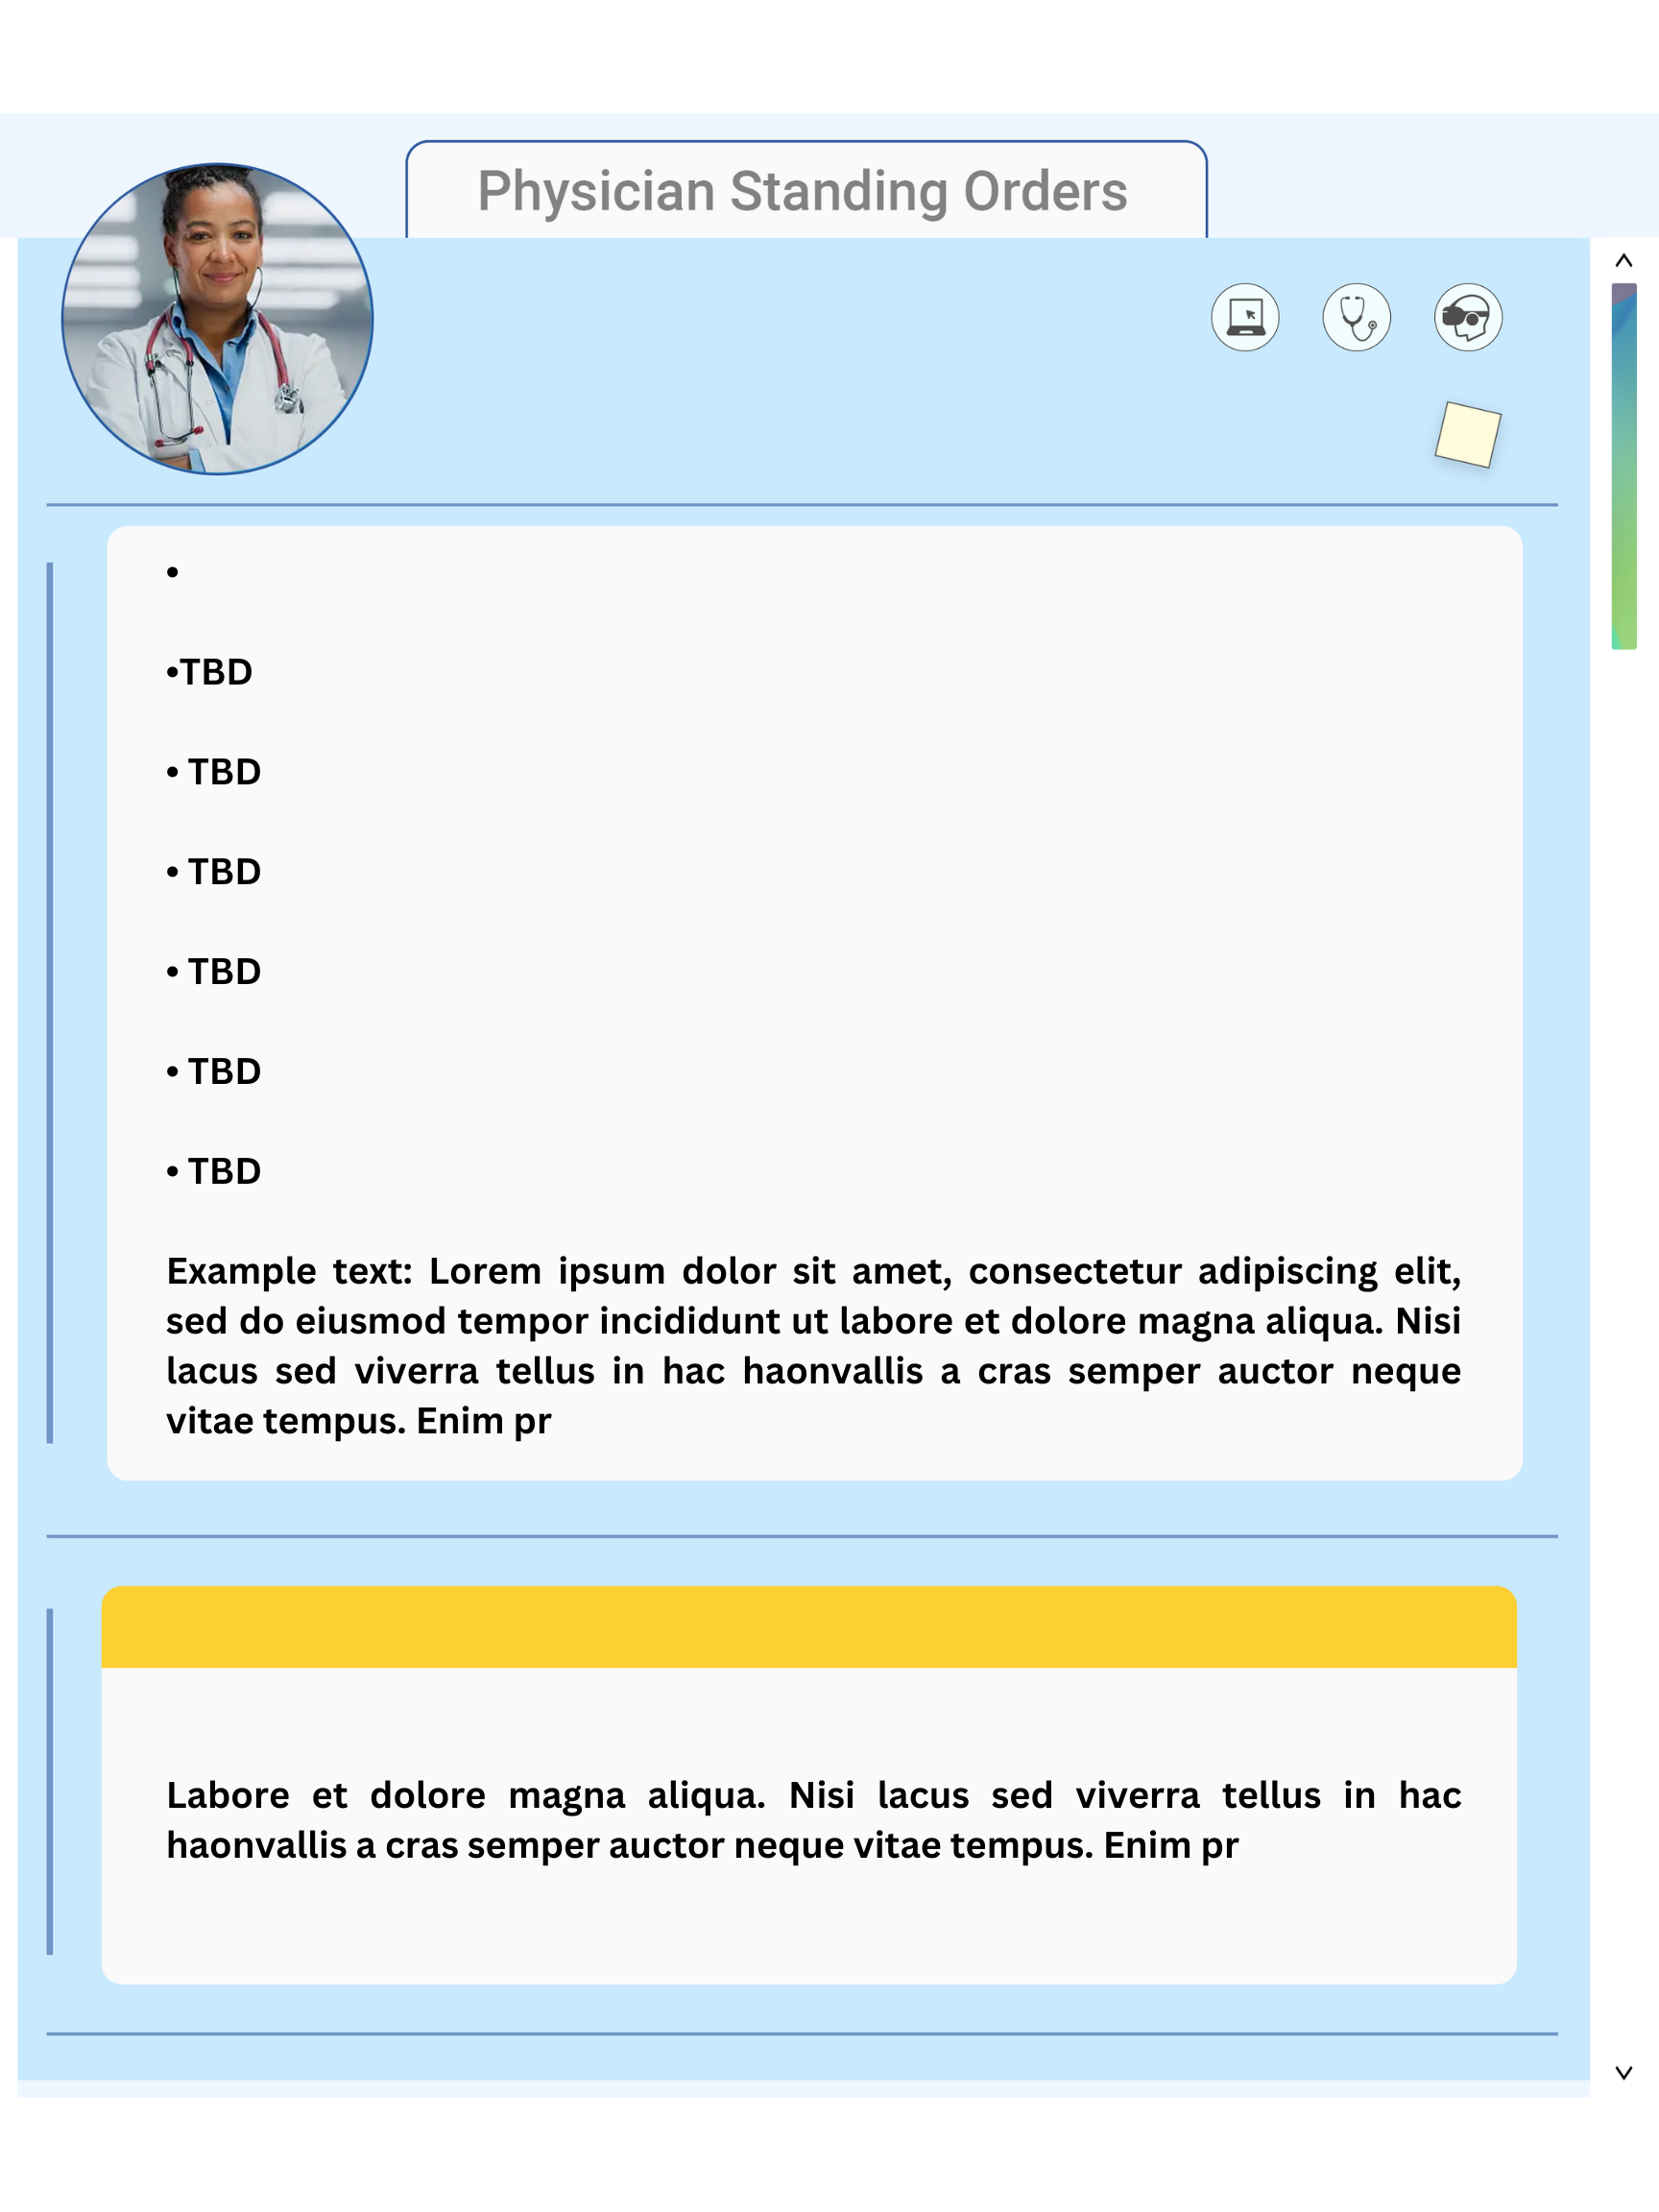 Physician Standing Orders
•
•TBD
• TBD
• TBD
• TBD
• TBD
• TBD
Example text: Lorem ipsum dolor sit amet, consectetur adipiscing elit,
sed do eiusmod tempor incididunt ut labore et dolore magna aliqua. Nisi
lacus sed viverra tellus in hac haonvallis a cras semper auctor neque
vitae tempus. Enim pr
Labore et dolore magna aliqua. Nisi lacus sed viverra tellus in hac
haonvallis a cras semper auctor neque vitae tempus. Enim pr